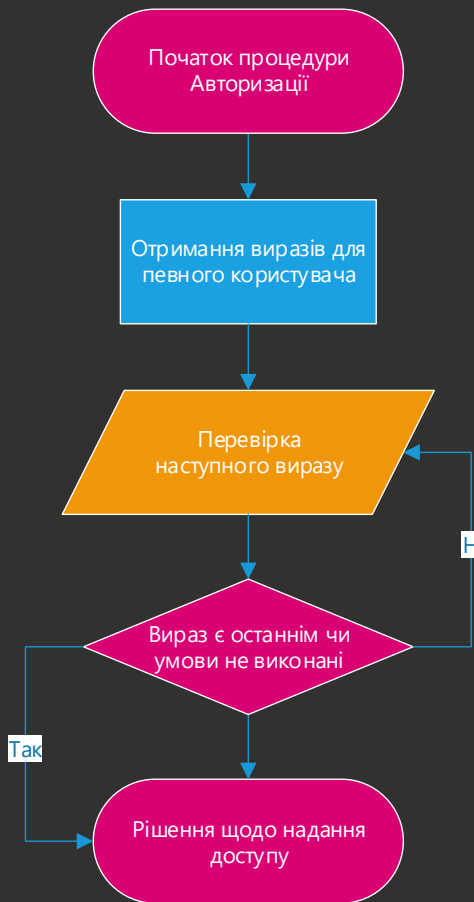 Початок процедури
Авторизації
Отримання виразів для
певного користувача
Перевірка
наступного виразу
Н
Вираз є останнім чи
умови не виконані
Так
Рішення щодо надання
доступу